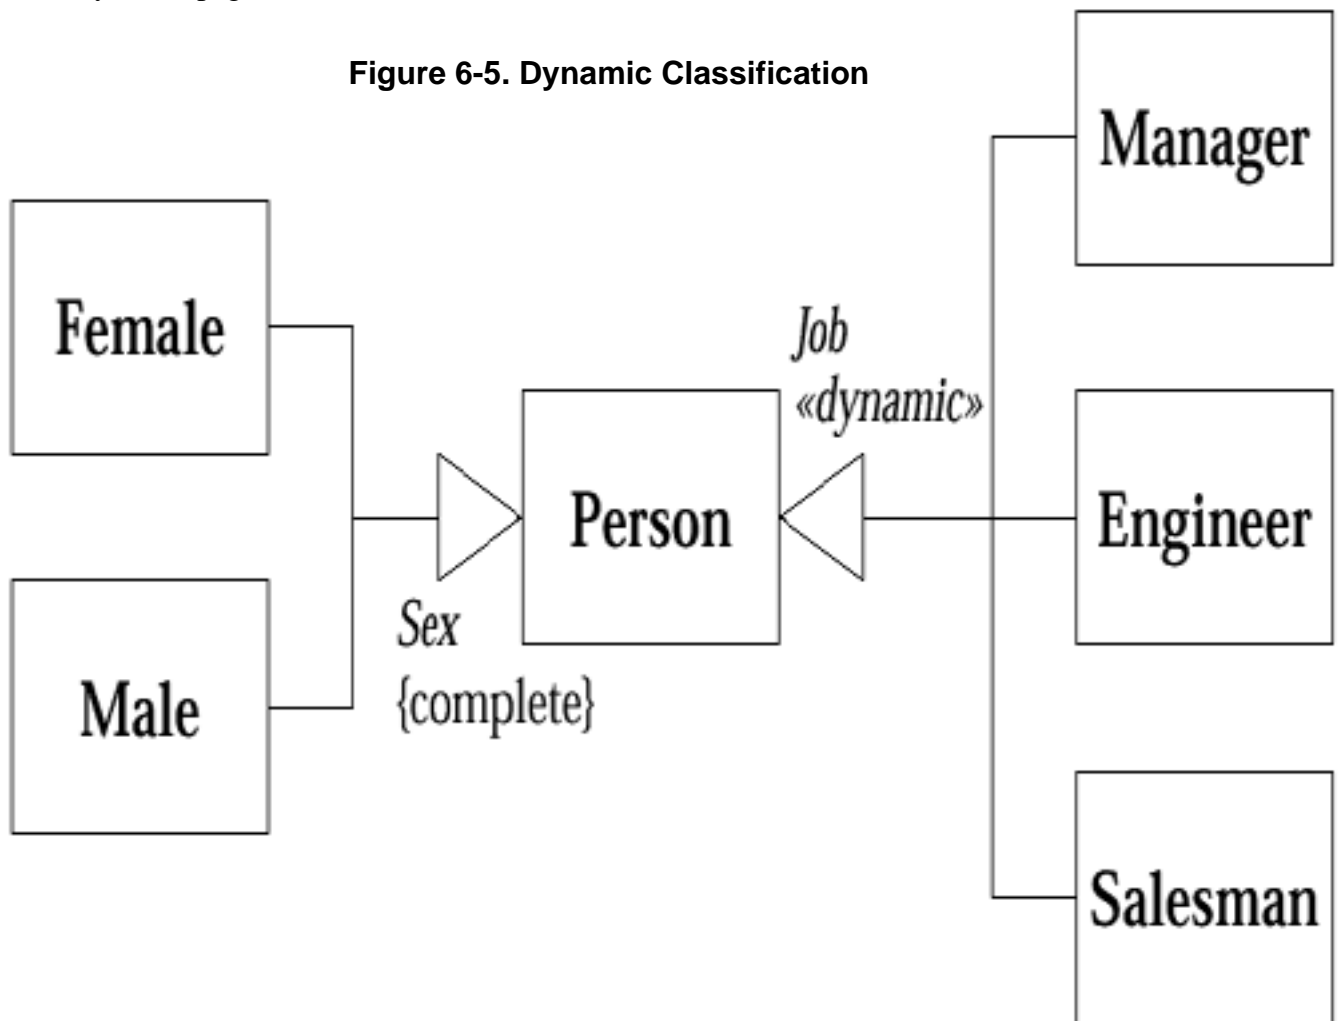 Figure 6-5. Dynamic Classification
Manager
Female
Job
«dynamic»
Person
Engineer
Sex
{complete}
Male
Salesman